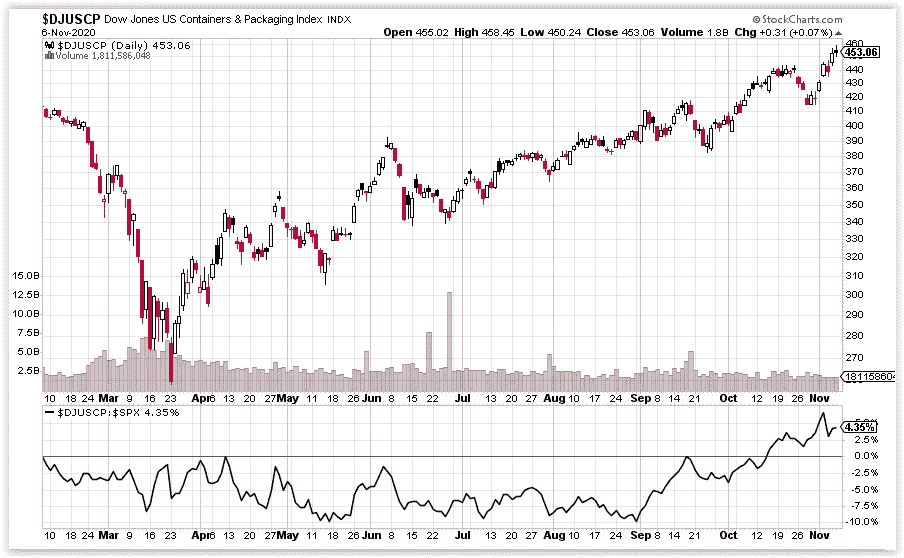 $DJUSCP Dow Jones US Containers & Packaging Index INDX © StockCharts.com
6-Nov-2020 Open 455.02 High 458.45 Low 450.24 Close 453.06 Volume 1.8B Chg +0.31 (+0.07%)
$DJUSCP (Daily) 453.06
Volume 1,811,586,048
460
453.06
440
430
420
410
400
390
380
370
360
350
340
330
320
310
15.0B
300
12.5B
290
10.0B
7.5B
280
5.0B
270
2.5B
181158604
10 18 24 Mar 9 16 23 Apr 6 13 20 27 May 11 18 26 Jun 8 15 22 Jul 6 13 20 27 Aug 10 17 24 Sep 8 14 21 Oct 12 19 26 Nov
$DJUSCP:$SPX 4.35%
4.35%
2.5%
0.0%
-2.5%
-5.0%
-7.5%
-10.0%
10 18 24 Mar 9 16 23 Apr 6 13 20 27 May 11 18 26 Jun 8 15 22 Jul 6 13 20 27 Aug 10 17 24 Sep 8 14 21 Oct 12 19 26 Nov